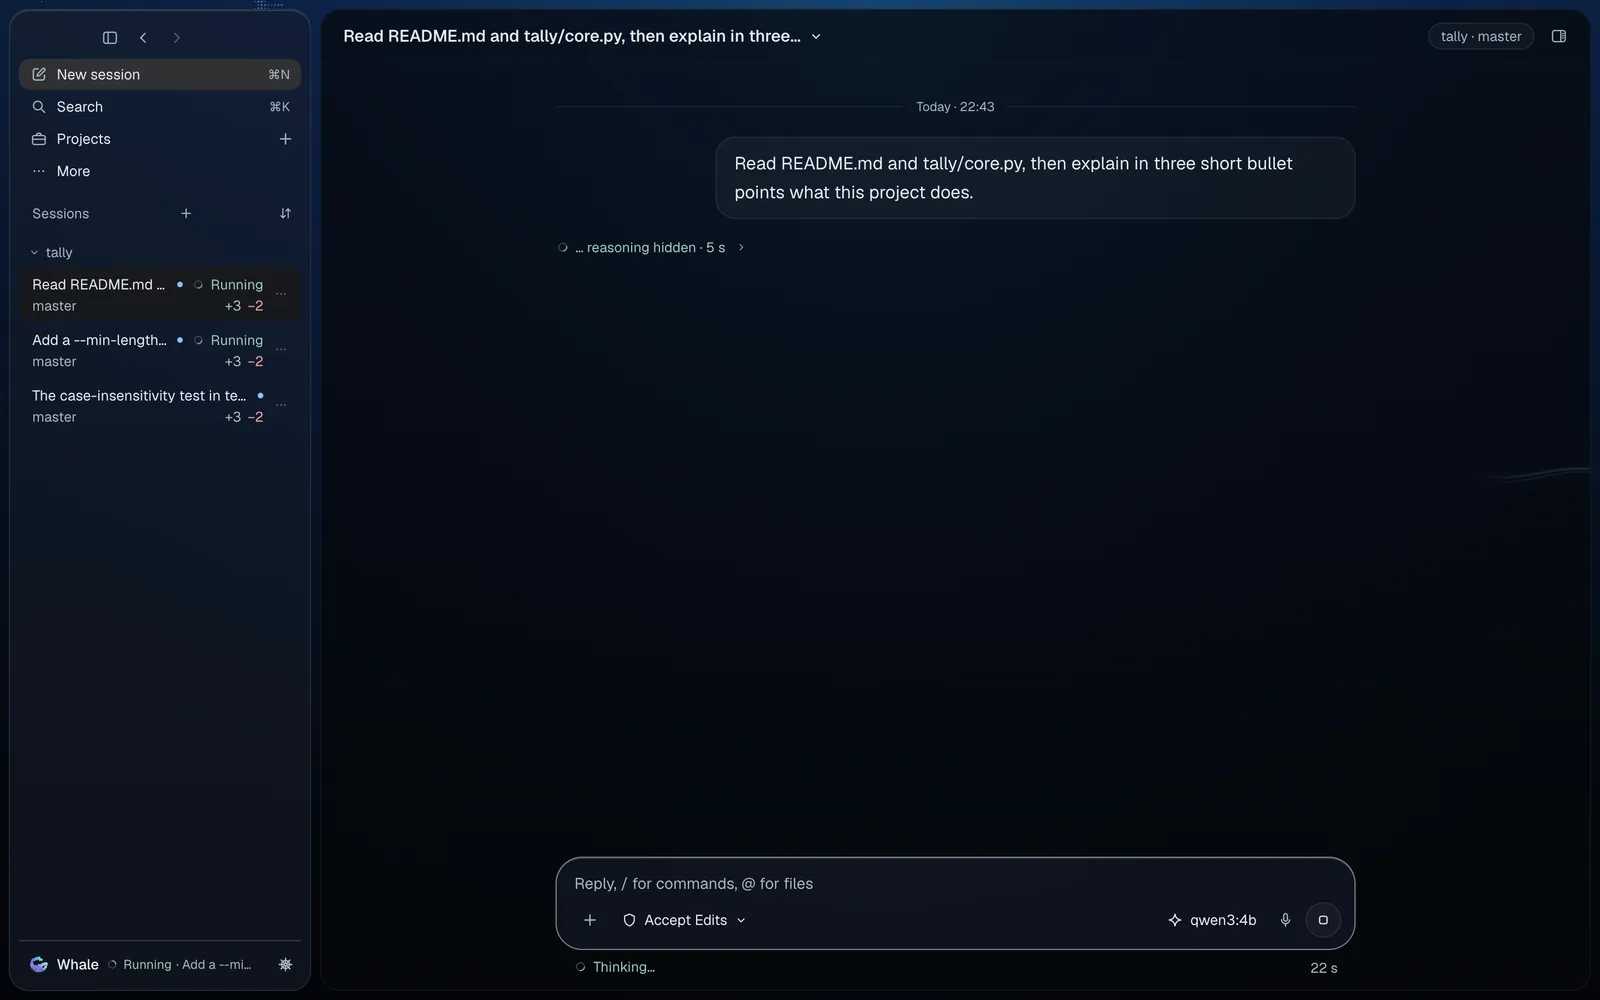 New session ⌘N
Search ⌘K
Projects
More
Sessions
tally
Read README.md ... Running
master +3 −2
Add a --min-length... Running
master +3 −2
The case-insensitivity test in te...
master +3 −2
Whale Running · Add a --mi...
Read README.md and tally/core.py, then explain in three...
tally · master
Today · 22:43
Read README.md and tally/core.py, then explain in three short bullet
points what this project does.
... reasoning hidden · 5 s
Reply, / for commands, @ for files
Accept Edits
qwen3:4b
Thinking...
22 s